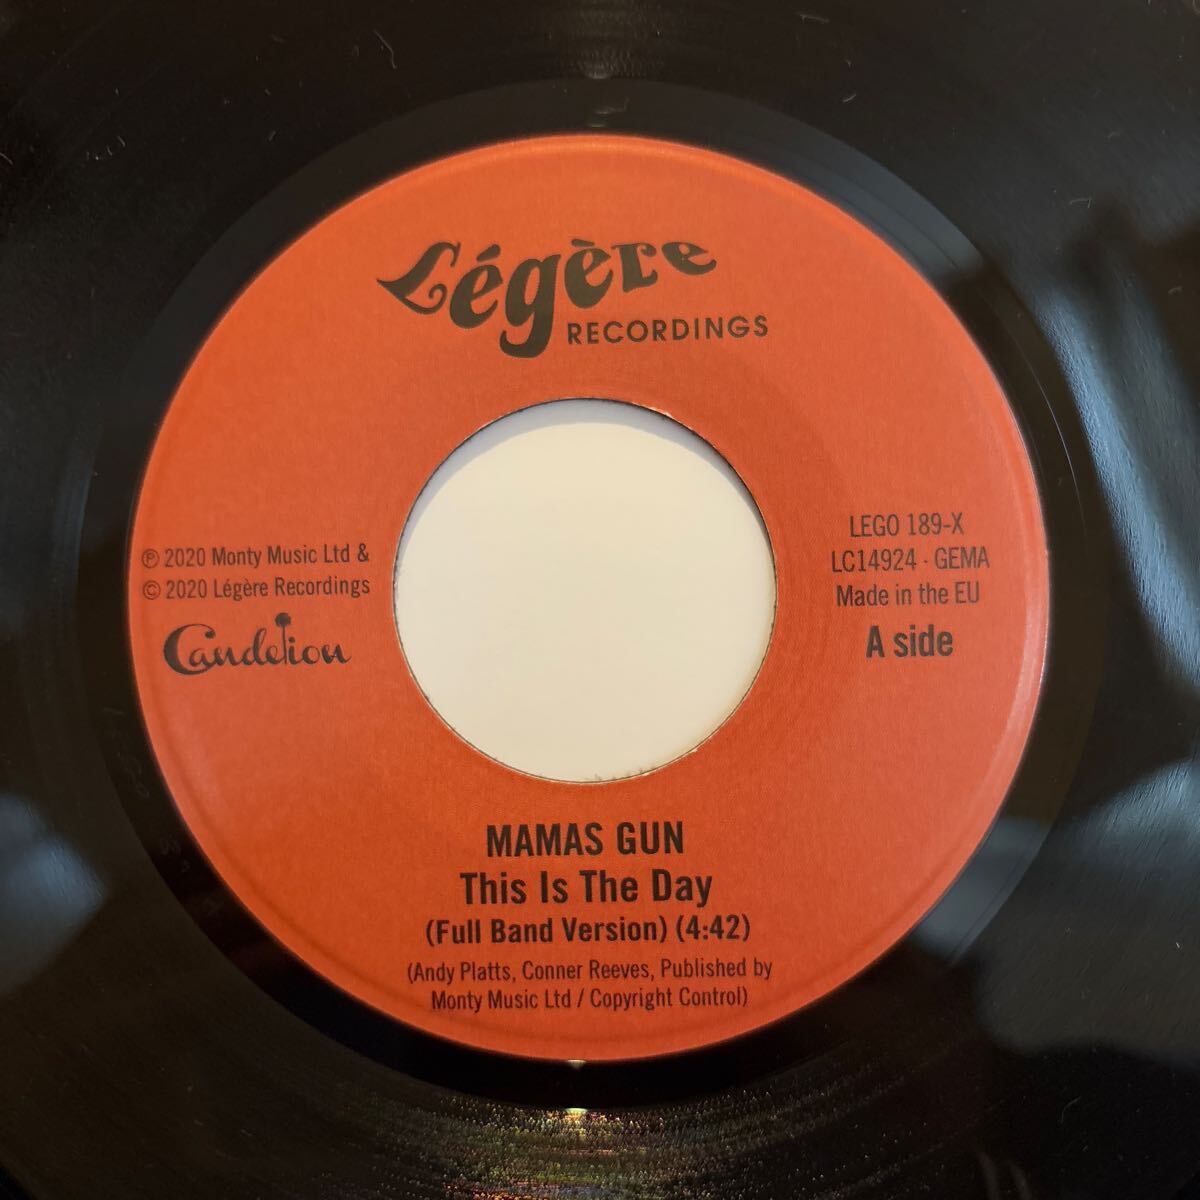 Légère
RECORDINGS
℗ 2020 Monty Music Ltd &
© 2020 Légère Recordings
Candelion
LEGO 189-X
LC14924 · GEMA
Made in the EU
A side
MAMAS GUN
This Is The Day
(Full Band Version) (4:42)
(Andy Platts, Conner Reeves, Published by
Monty Music Ltd / Copyright Control)